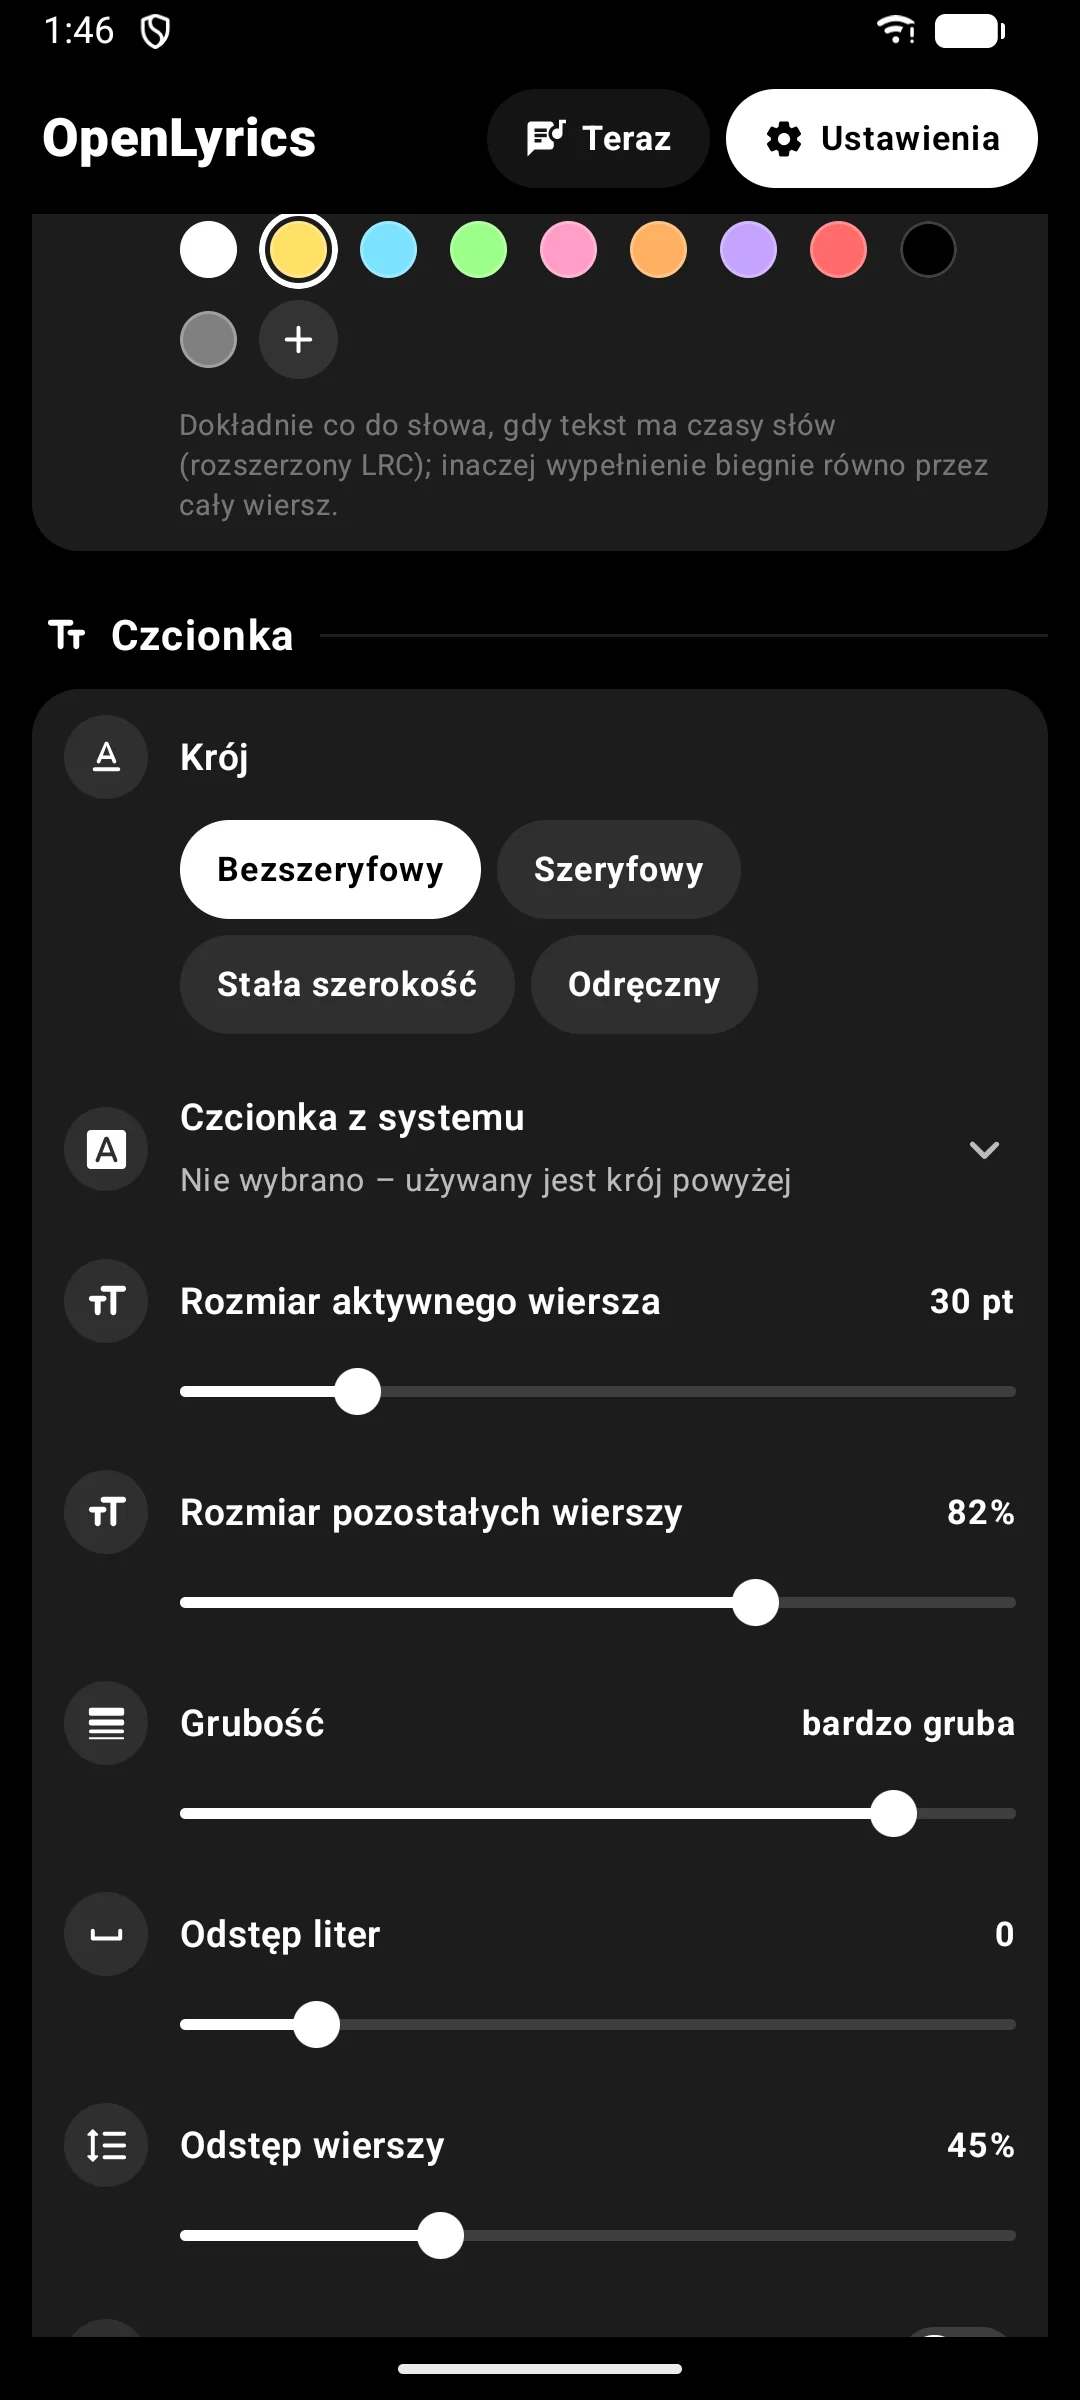 1:46
OpenLyrics
Teraz
Ustawienia
Dokładnie co do słowa, gdy tekst ma czasy słów
(rozszerzony LRC); inaczej wypełnienie biegnie równo przez
cały wiersz.
Czcionka
Krój
Bezszeryfowy
Szeryfowy
Stała szerokość
Odręczny
Czcionka z systemu
Nie wybrano – używany jest krój powyżej
Rozmiar aktywnego wiersza
30 pt
Rozmiar pozostałych wierszy
82%
Grubość
bardzo gruba
Odstęp liter
0
Odstęp wierszy
45%